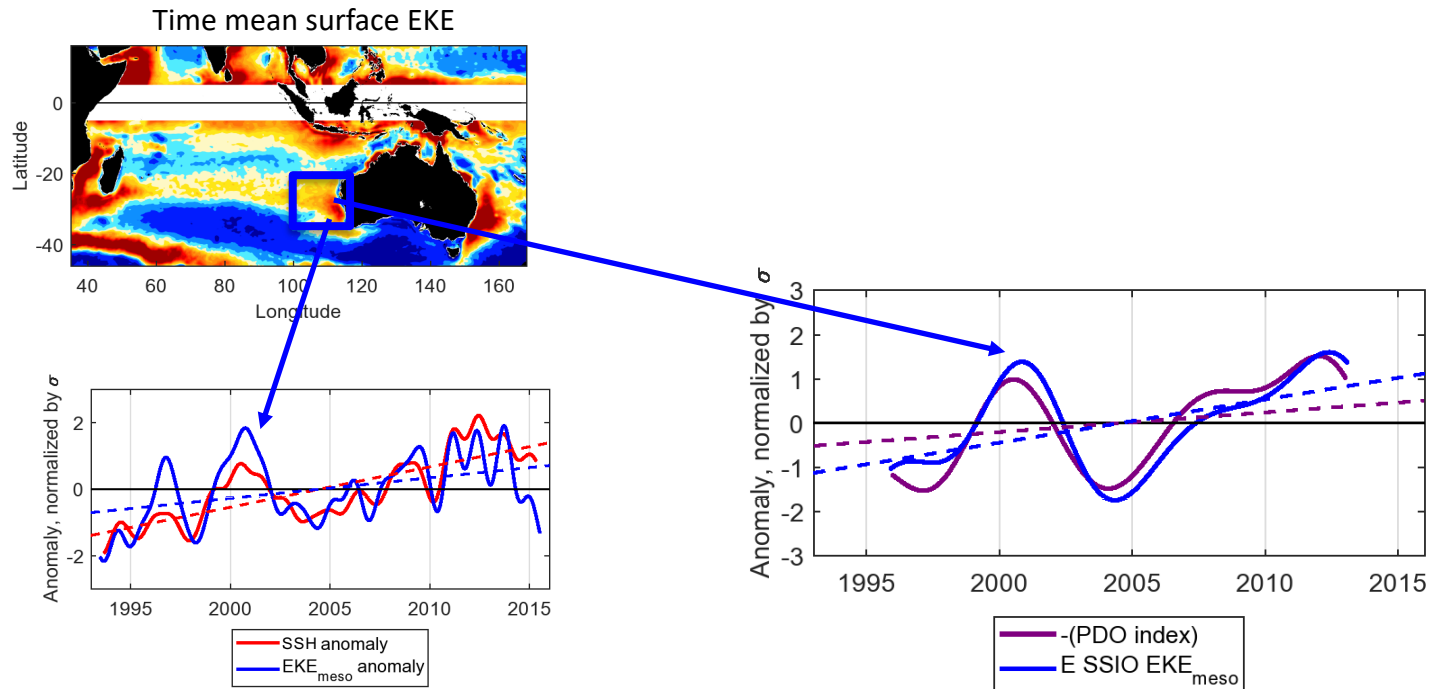 Time mean surface EKE
Latitude
0
-20
-40
40 60 80 100 120 140 160
Longitude
Anomaly, normalized by σ
2
0
-2
1995 2000 2005 2010 2015
SSH anomaly
EKEmeso anomaly
Anomaly, normalized by σ
3
2
1
0
-1
-2
-3
1995 2000 2005 2010 2015
-(PDO index)
E SSIO EKEmeso